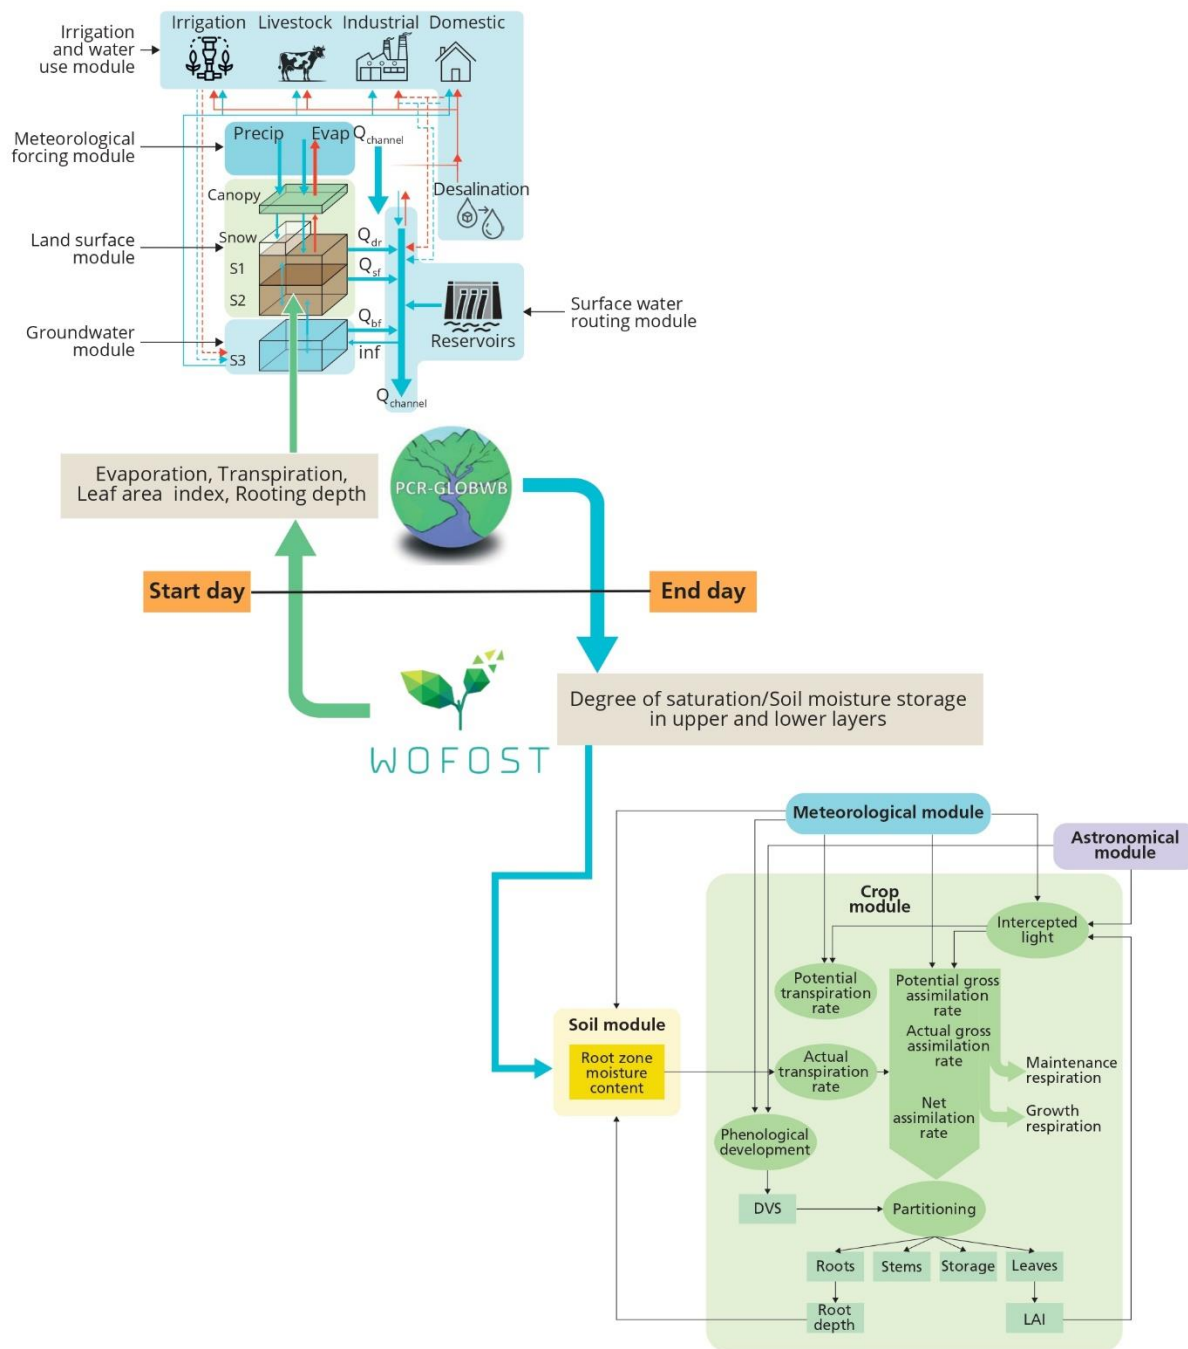 Irrigation
and water
use module
Irrigation
Livestock
Industrial
Domestic
Meteorological
forcing module
Precip
Evap
Qchannel
Canopy
Desalination
Land surface
module
Snow
Qdr
S1
Qsf
S2
Surface water
routing module
Groundwater
module
Qbf
Reservoirs
S3
inf
Qchannel
Evaporation, Transpiration,
Leaf area index, Rooting depth
PCR-GLOBWB
Start day
End day
WOFOST
Degree of saturation/Soil moisture storage
in upper and lower layers
Meteorological module
Astronomical
module
Crop
module
Intercepted
light
Potential
transpiration
rate
Potential gross
assimilation
rate
Soil module
Root zone
moisture
content
Actual
transpiration
rate
Actual gross
assimilation
rate
Maintenance
respiration
Net
assimilation
rate
Growth
respiration
Phenological
development
DVS
Partitioning
Roots
Stems
Storage
Leaves
Root
depth
LAI